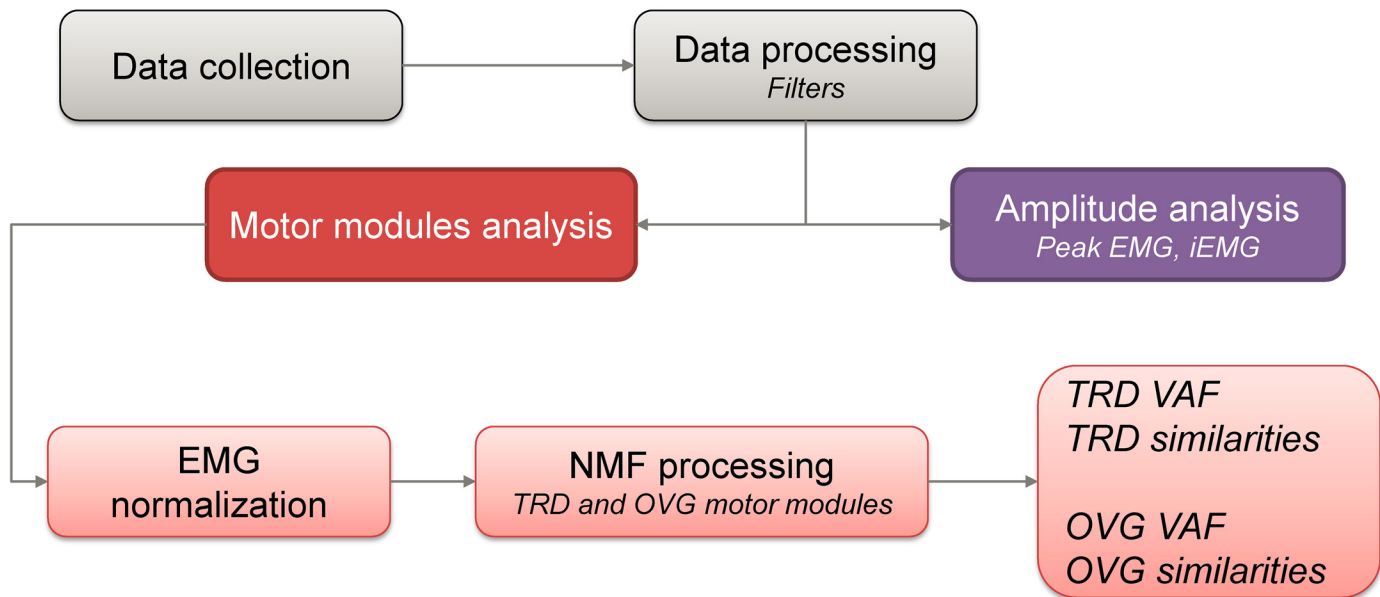 Data collection
Data processing
Filters
Motor modules analysis
Amplitude analysis
Peak EMG, iEMG
EMG
normalization
NMF processing
TRD and OVG motor modules
TRD VAF
TRD similarities
OVG VAF
OVG similarities